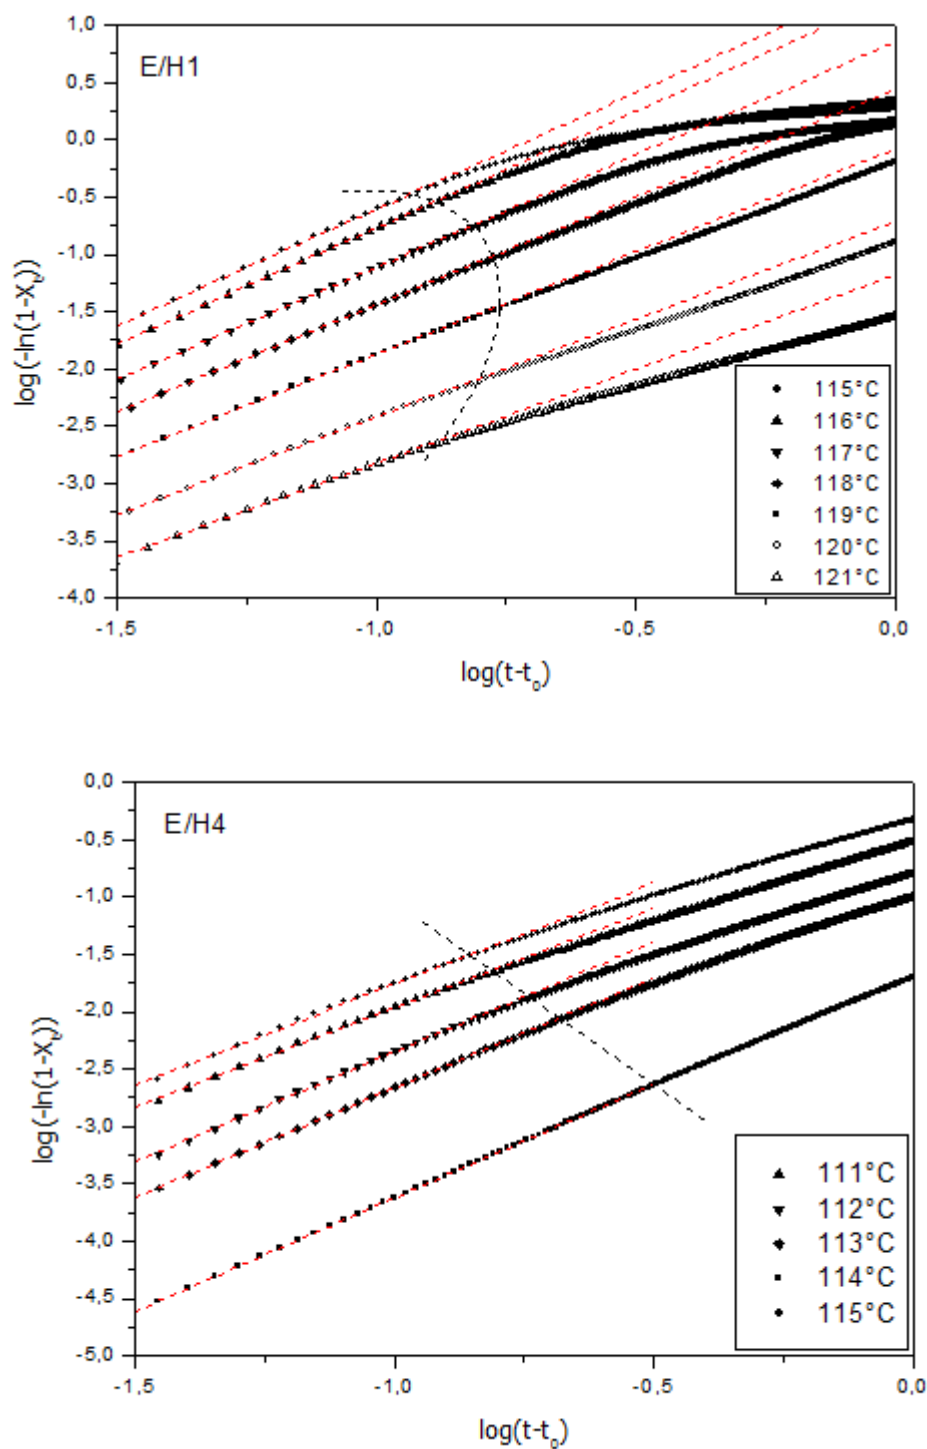 E/H1
1,0
0,5
0,0
-0,5
-1,0
-1,5
-2,0
-2,5
-3,0
-3,5
-4,0
log(-ln(1-Xt))
115°C
116°C
117°C
118°C
119°C
120°C
121°C
-1,5 -1,0 -0,5 0,0
log(t-to)
E/H4
0,0
-0,5
-1,0
-1,5
-2,0
-2,5
-3,0
-3,5
-4,0
-4,5
-5,0
log(-ln(1-Xt))
111°C
112°C
113°C
114°C
115°C
-1,5 -1,0 -0,5 0,0
log(t-to)